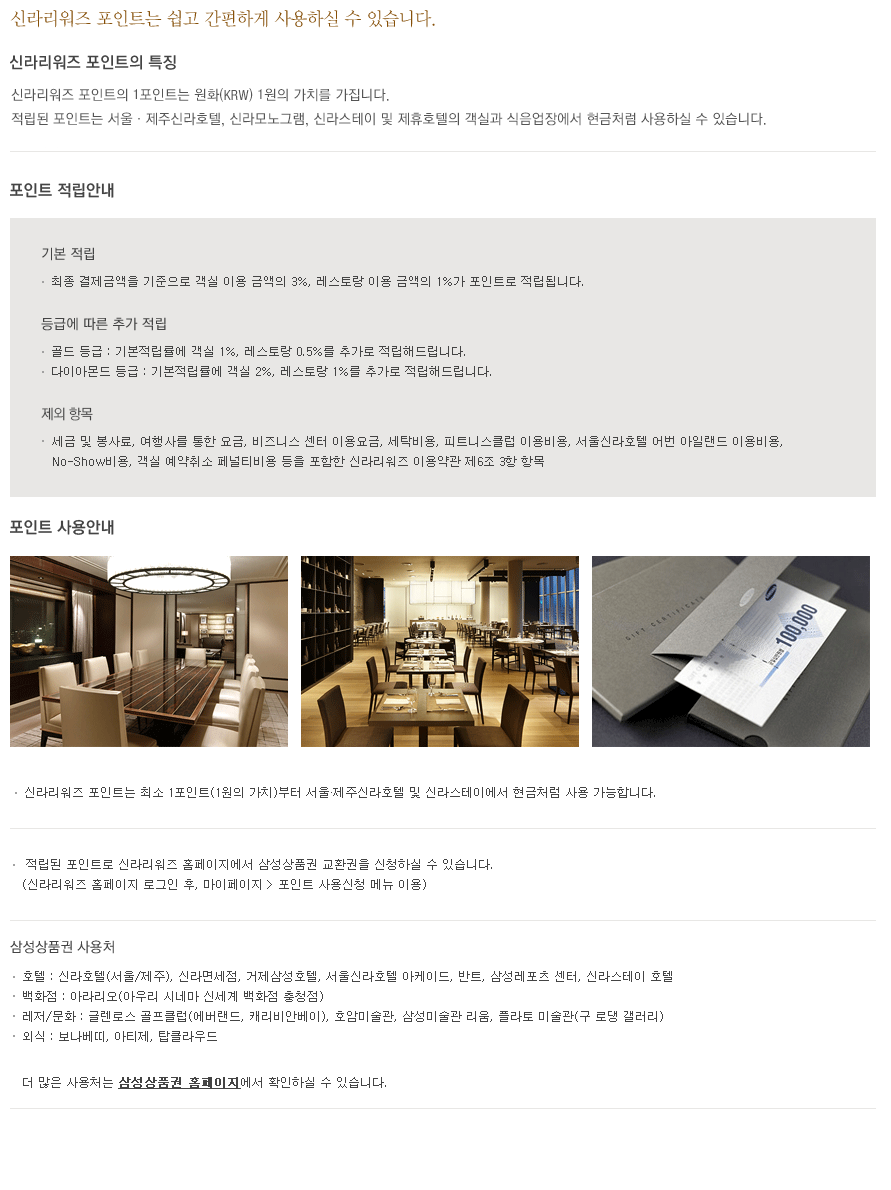 신라리워즈 포인트는 쉽고 간편하게 사용하실 수 있습니다.
신라리워즈 포인트의 특징
신라리워즈 포인트의 1포인트는 원화(KRW) 1원의 가치를 가집니다.
적립된 포인트는 서울 · 제주신라호텔, 신라모노그램, 신라스테이 및 제휴호텔의 객실과 식음업장에서 현금처럼 사용하실 수 있습니다.
포인트 적립안내
기본 적립
· 최종 결제금액을 기준으로 객실 이용 금액의 3%, 레스토랑 이용 금액의 1%가 포인트로 적립됩니다.
등급에 따른 추가 적립
· 골드 등급 : 기본적립률에 객실 1%, 레스토랑 0.5%를 추가로 적립해드립니다.
· 다이아몬드 등급 : 기본적립률에 객실 2%, 레스토랑 1%를 추가로 적립해드립니다.
제외 항목
· 세금 및 봉사료, 여행사를 통한 요금, 비즈니스 센터 이용요금, 세탁비용, 피트니스클럽 이용비용, 서울신라호텔 어번 아일랜드 이용비용,
No-Show비용, 객실 예약취소 페널티비용 등을 포함한 신라리워즈 이용약관 제6조 3항 항목
포인트 사용안내
GIFT CERTIFICATE
100,000
· 신라리워즈 포인트는 최소 1포인트(1원의 가치)부터 서울·제주신라호텔 및 신라스테이에서 현금처럼 사용 가능합니다.
· 적립된 포인트로 신라리워즈 홈페이지에서 삼성상품권 교환권을 신청하실 수 있습니다.
(신라리워즈 홈페이지 로그인 후, 마이페이지 > 포인트 사용신청 메뉴 이용)
삼성상품권 사용처
· 호텔 : 신라호텔(서울/제주), 신라면세점, 거제삼성호텔, 서울신라호텔 아케이드, 반트, 삼성레포츠 센터, 신라스테이 호텔
· 백화점 : 아라리오(아우리 시네마 신세계 백화점 충청점)
· 레저/문화 : 글렌로스 골프클럽(에버랜드, 캐리비안베이), 호암미술관, 삼성미술관 리움, 플라토 미술관(구 로댕 갤러리)
· 외식 : 보나베띠, 아티제, 탑클라우드
더 많은 사용처는 삼성상품권 홈페이지에서 확인하실 수 있습니다.